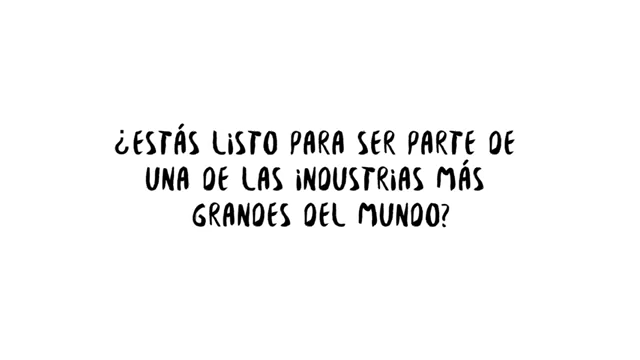 ¿ESTÁS LISTO PARA SER PARTE DE
UNA DE LAS INDUSTRIAS MÁS
GRANDES DEL MUNDO?